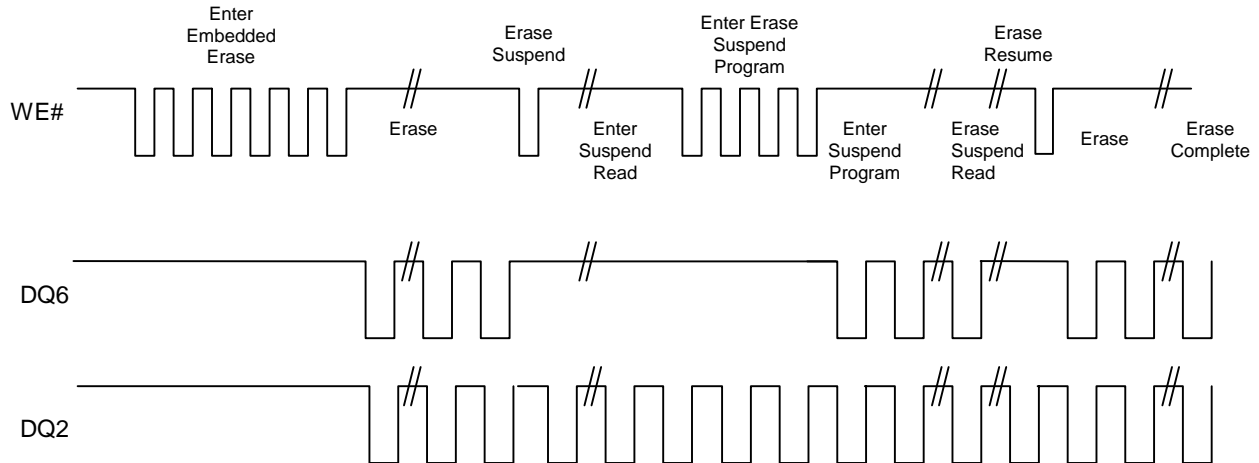 Enter
Embedded
Erase
Erase
Suspend
Enter Erase
Suspend
Program
Erase
Resume
WE#
Erase
Enter
Suspend
Read
Enter
Suspend
Program
Erase
Suspend
Read
Erase
Erase
Complete
DQ6
DQ2